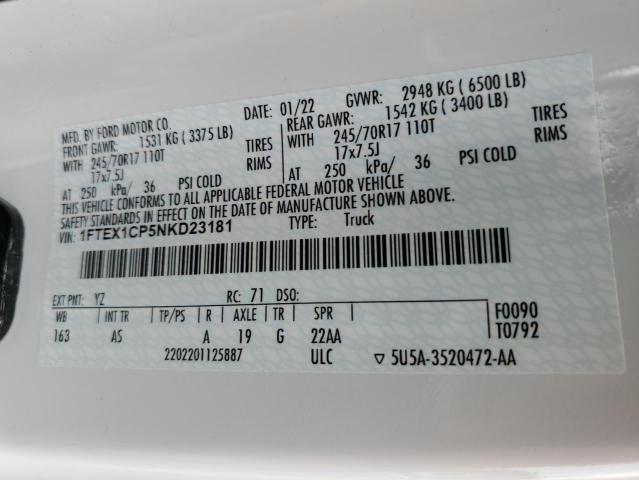 MFD. BY FORD MOTOR CO. DATE: 01/22 GVWR: 2948 KG ( 6500 LB)
FRONT GAWR: 1531 KG ( 3375 LB) REAR GAWR: 1542 KG ( 3400 LB)
WITH 245/70R17 110T TIRES WITH 245/70R17 110T TIRES
17x7.5J RIMS 17x7.5J RIMS
AT 250 kPa/ 36 PSI COLD AT 250 kPa/ 36 PSI COLD
THIS VEHICLE CONFORMS TO ALL APPLICABLE FEDERAL MOTOR VEHICLE
SAFETY STANDARDS IN EFFECT ON THE DATE OF MANUFACTURE SHOWN ABOVE.
VIN: 1FTEX1CP5NKD23181 TYPE: Truck
EXT PNT: YZ RC: 71 DSO:
WB INT TR TP/PS R AXLE TR SPR F0090
163 AS A 19 G 22AA T0792
2202201125887 ULC ▽ 5U5A-3520472-AA